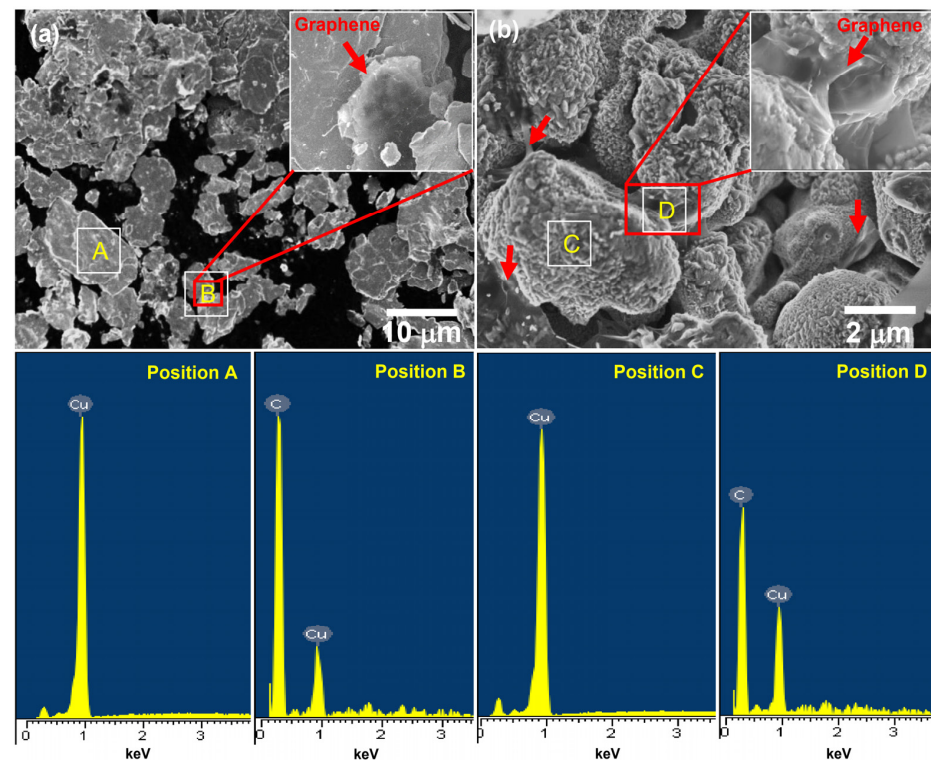 (a)
Graphene
A
B
10 μm
(b)
Graphene
C
D
2 μm
Position A
Cu
0 1 2 3
keV
Position B
C
Cu
0 1 2 3
keV
Position C
Cu
0 1 2 3
keV
Position D
C
Cu
0 1 2 3
keV